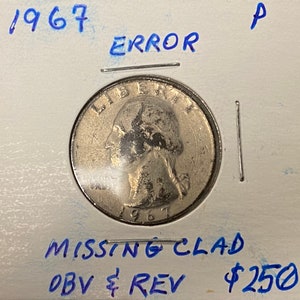 1967 P
ERROR
LIBERTY
1967
MISSING CLAD
OBV & REV $250